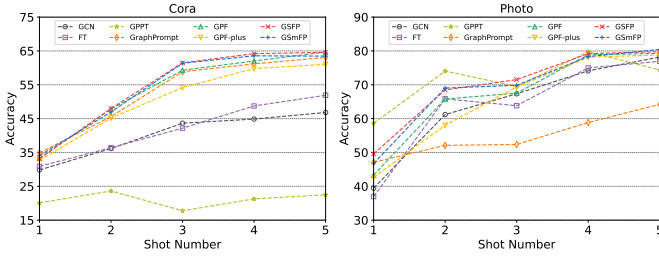 Cora
GCN GPPT GPF GSFP
FT GraphPrompt GPF-plus GSmFP
75
65
55
45
35
25
15
Accuracy
1 2 3 4 5
Shot Number
Photo
GCN GPPT GPF GSFP
FT GraphPrompt GPF-plus GSmFP
90
80
70
60
50
40
30
Accuracy
1 2 3 4 5
Shot Number